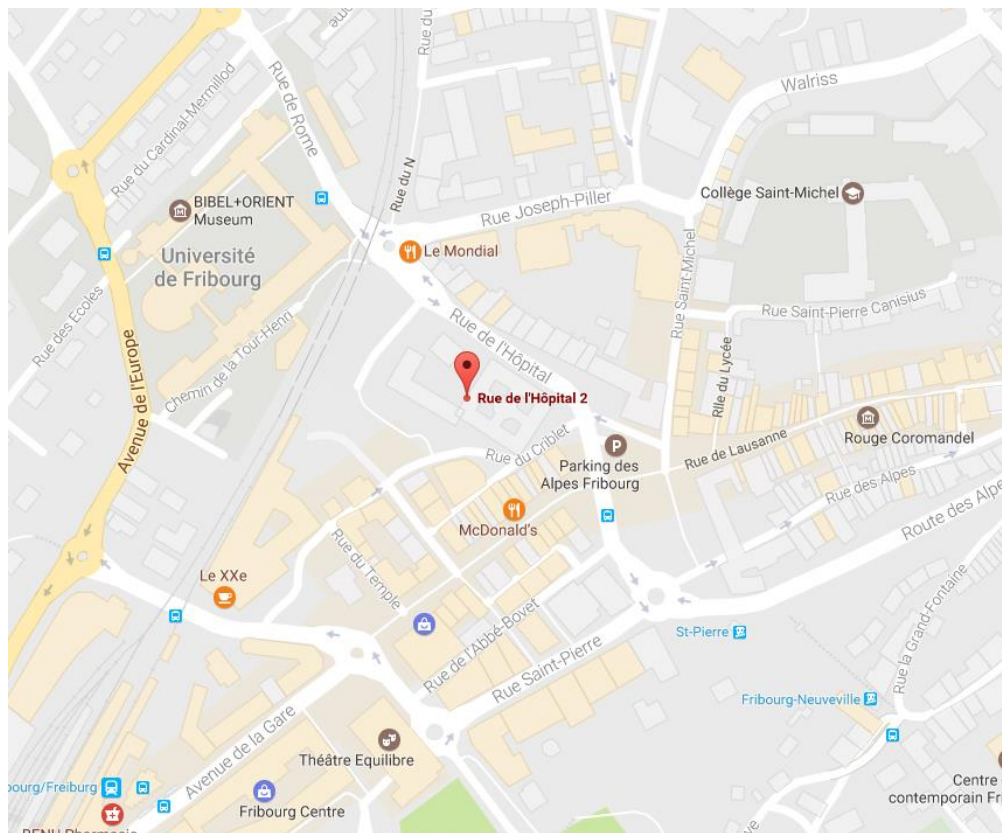 Rue du
Rue de Rome
Walriss
Rue du Cardinal-Mermillod
Rue du N
BIBEL+ORIENT
Museum
Collège Saint-Michel
Rue Joseph-Piller
Le Mondial
Université
de Fribourg
Rue des Ecoles
Rue Saint-Michel
Rue Saint-Pierre Canisius
Avenue de l'Europe
Chemin de la Tour-Henri
Rue de l'Hôpital
Rlle du Lycée
Rue de l'Hôpital 2
Rue du Criblet
Rue de Lausanne
Rouge Coromandel
Parking des
Alpes Fribourg
Rue des Alpes
Route des Alpe
McDonald's
Rue du Temple
Le XXe
Rue de l'Abbé-Bovet
Rue Saint-Pierre
St-Pierre
Rue la Grand-Fontaine
Fribourg-Neuveville
Avenue de la Gare
Théâtre Equilibre
bourg/Freiburg
Fribourg Centre
Centre
contemporain Fri